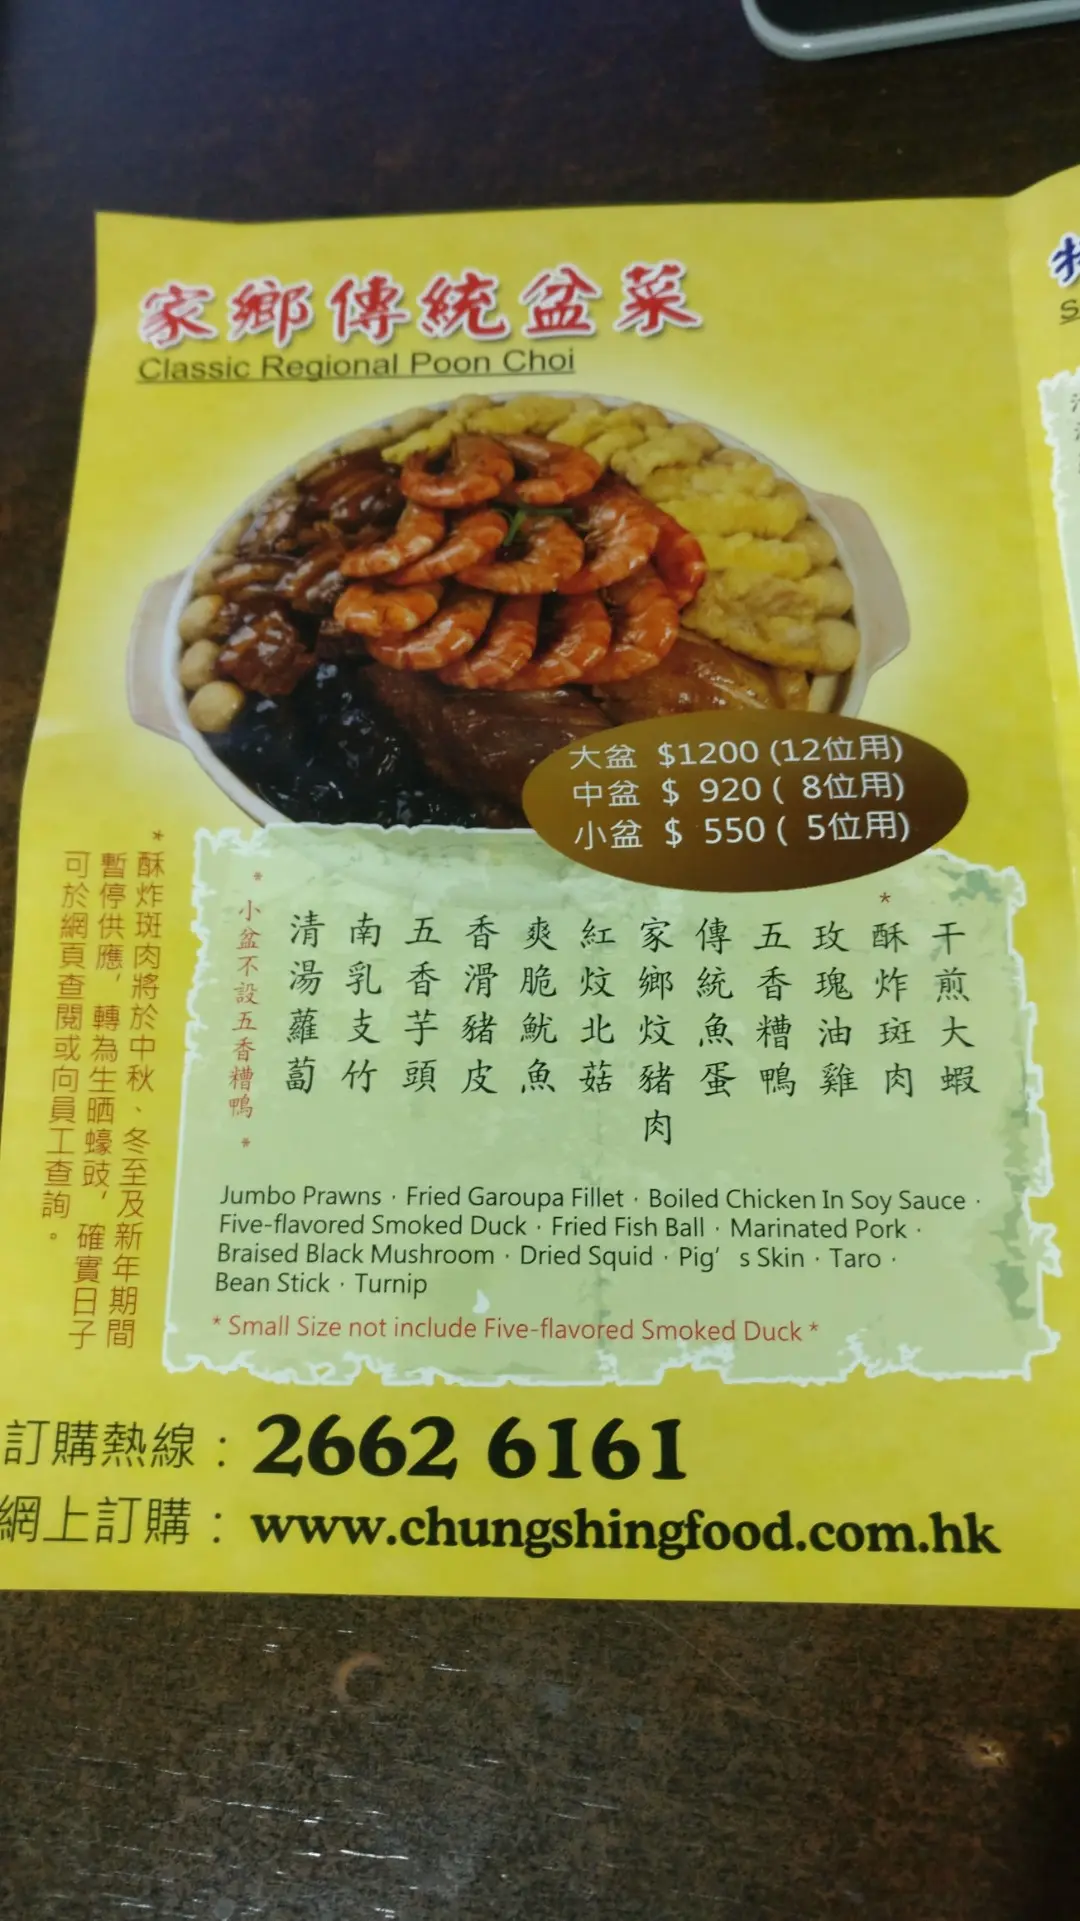 家鄉傳統盆菜
Classic Regional Poon Choi
大盆 $1200 (12位用)
中盆 $ 920 ( 8位用)
小盆 $ 550 ( 5位用)
干煎大蝦
*酥炸斑肉
玫瑰油雞
五香糟鴨
傳統魚蛋
家鄉炆豬肉
紅炆北菇
爽脆魷魚
香滑豬皮
五香芋頭
南乳支竹
清湯蘿蔔
*小盆不設五香糟鴨*
*酥炸斑肉將於中秋、冬至及新年期間
暫停供應，轉為生晒蠔豉，確實日子
可於網頁查閱或向員工查詢。
Jumbo Prawns · Fried Garoupa Fillet · Boiled Chicken In Soy Sauce ·
Five-flavored Smoked Duck · Fried Fish Ball · Marinated Pork ·
Braised Black Mushroom · Dried Squid · Pig's Skin · Taro ·
Bean Stick · Turnip
* Small Size not include Five-flavored Smoked Duck *
訂購熱線：2662 6161
網上訂購：www.chungshingfood.com.hk